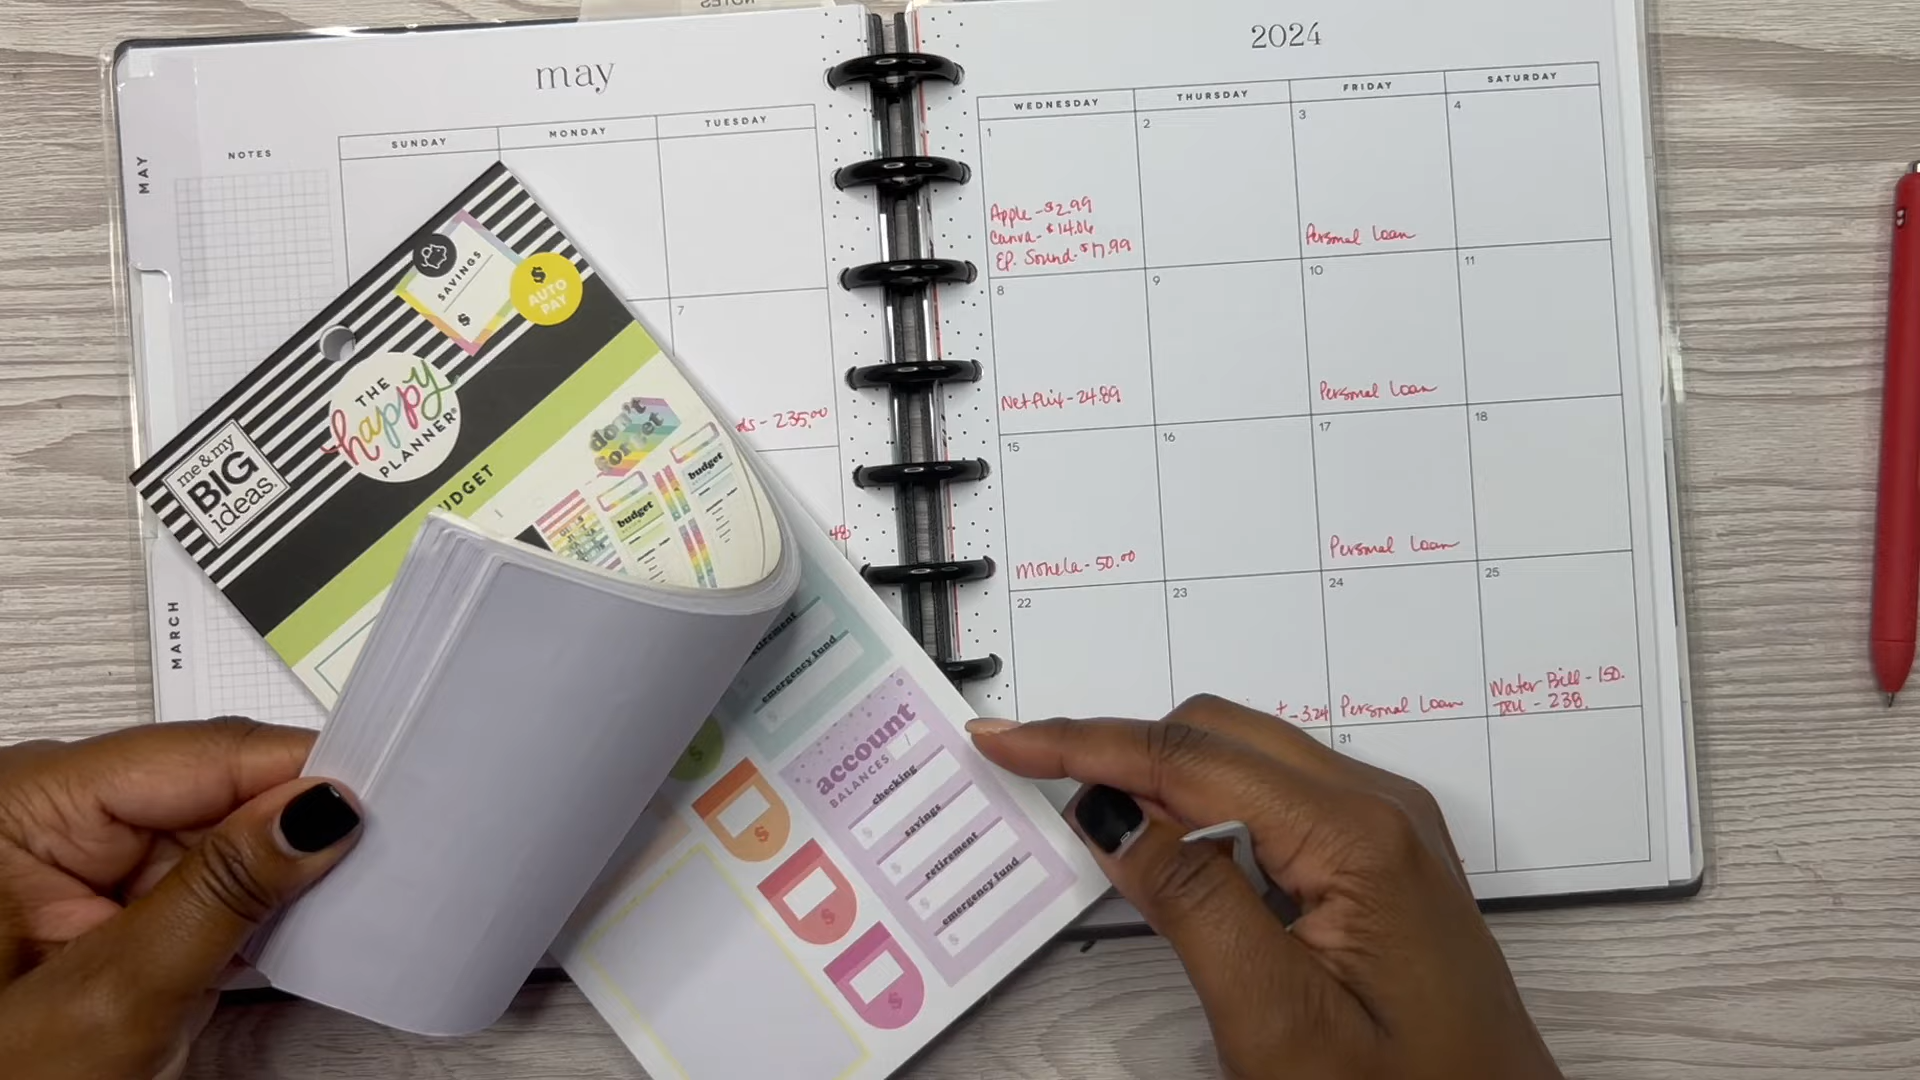 NOTES
may
2024
MAY
NOTES
SUNDAY
MONDAY
TUESDAY
WEDNESDAY
THURSDAY
FRIDAY
SATURDAY
1
2
3
4
Apple - $2.99
Canva - $14.06
Ep. Sound - $17.99
Personal Loan
7
8
9
10
11
- 235.00
Netflix - 24.89
Personal Loan
15
16
17
18
48
Monela - 50.00
Personal Loan
22
23
24
25
- 3.24
Personal Loan
Water Bill - 150.
- 238.
31
MARCH
SAVINGS
$
$
AUTO
PAY
THE
happy
PLANNER®
me & my
BIG
ideas.
don't
forget
budget
budget
emergency fund
$
account
BALANCES
checking
$
savings
$
retirement
$
emergency fund
$
$
$
$